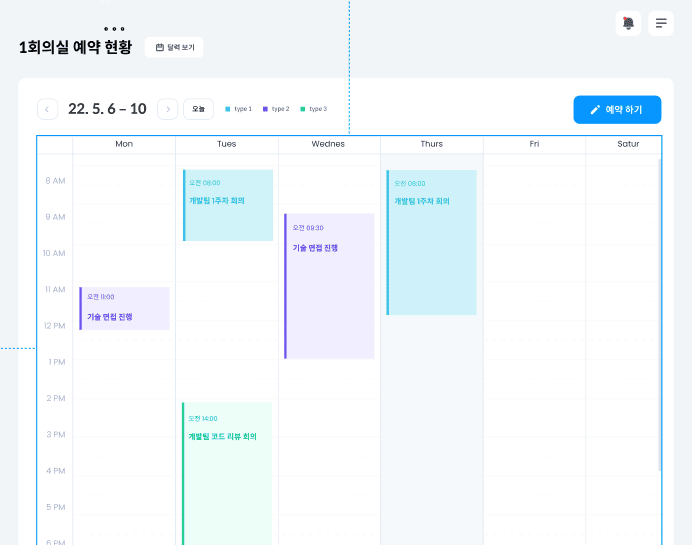 1회의실 예약 현황
달력 보기
22. 5. 6 – 10
오늘
type 1
type 2
type 3
예약 하기
Mon
Tues
Wednes
Thurs
Fri
Satur
8 AM
9 AM
10 AM
11 AM
12 PM
1 PM
2 PM
3 PM
4 PM
5 PM
6 PM
오전 11:00
기술 면접 진행
오전 08:00
개발팀 1주차 회의
오전 14:00
개발팀 코드 리뷰 회의
오전 09:30
기술 면접 진행
오전 08:00
개발팀 1주차 회의